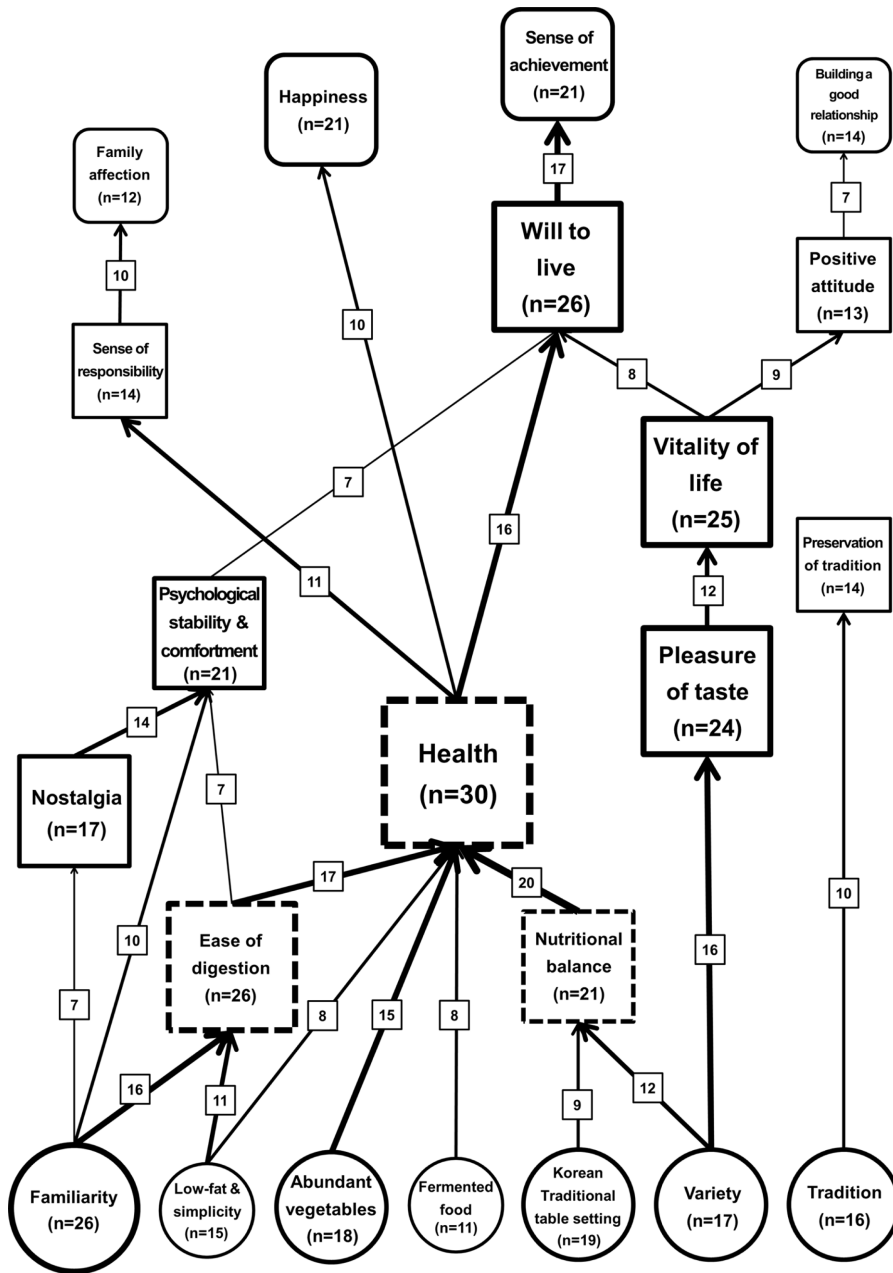 Sense of
achievement
(n=21)
Happiness
(n=21)
Building a
good
relationship
(n=14)
Family
affection
(n=12)
17
7
Will to
live
(n=26)
Positive
attitude
(n=13)
10
10
Sense of
responsibility
(n=14)
8
9
Vitality of
life
(n=25)
7
16
Preservation
of tradition
(n=14)
11
12
Psychological
stability &
comfortment
(n=21)
Pleasure
of taste
(n=24)
14
Health
(n=30)
Nostalgia
(n=17)
7
17
20
10
Ease of
digestion
(n=26)
Nutritional
balance
(n=21)
16
10
7
8
15
8
16
11
9
12
Familiarity
(n=26)
Low-fat &
simplicity
(n=15)
Abundant
vegetables
(n=18)
Fermented
food
(n=11)
Korean
Traditional
table setting
(n=19)
Variety
(n=17)
Tradition
(n=16)